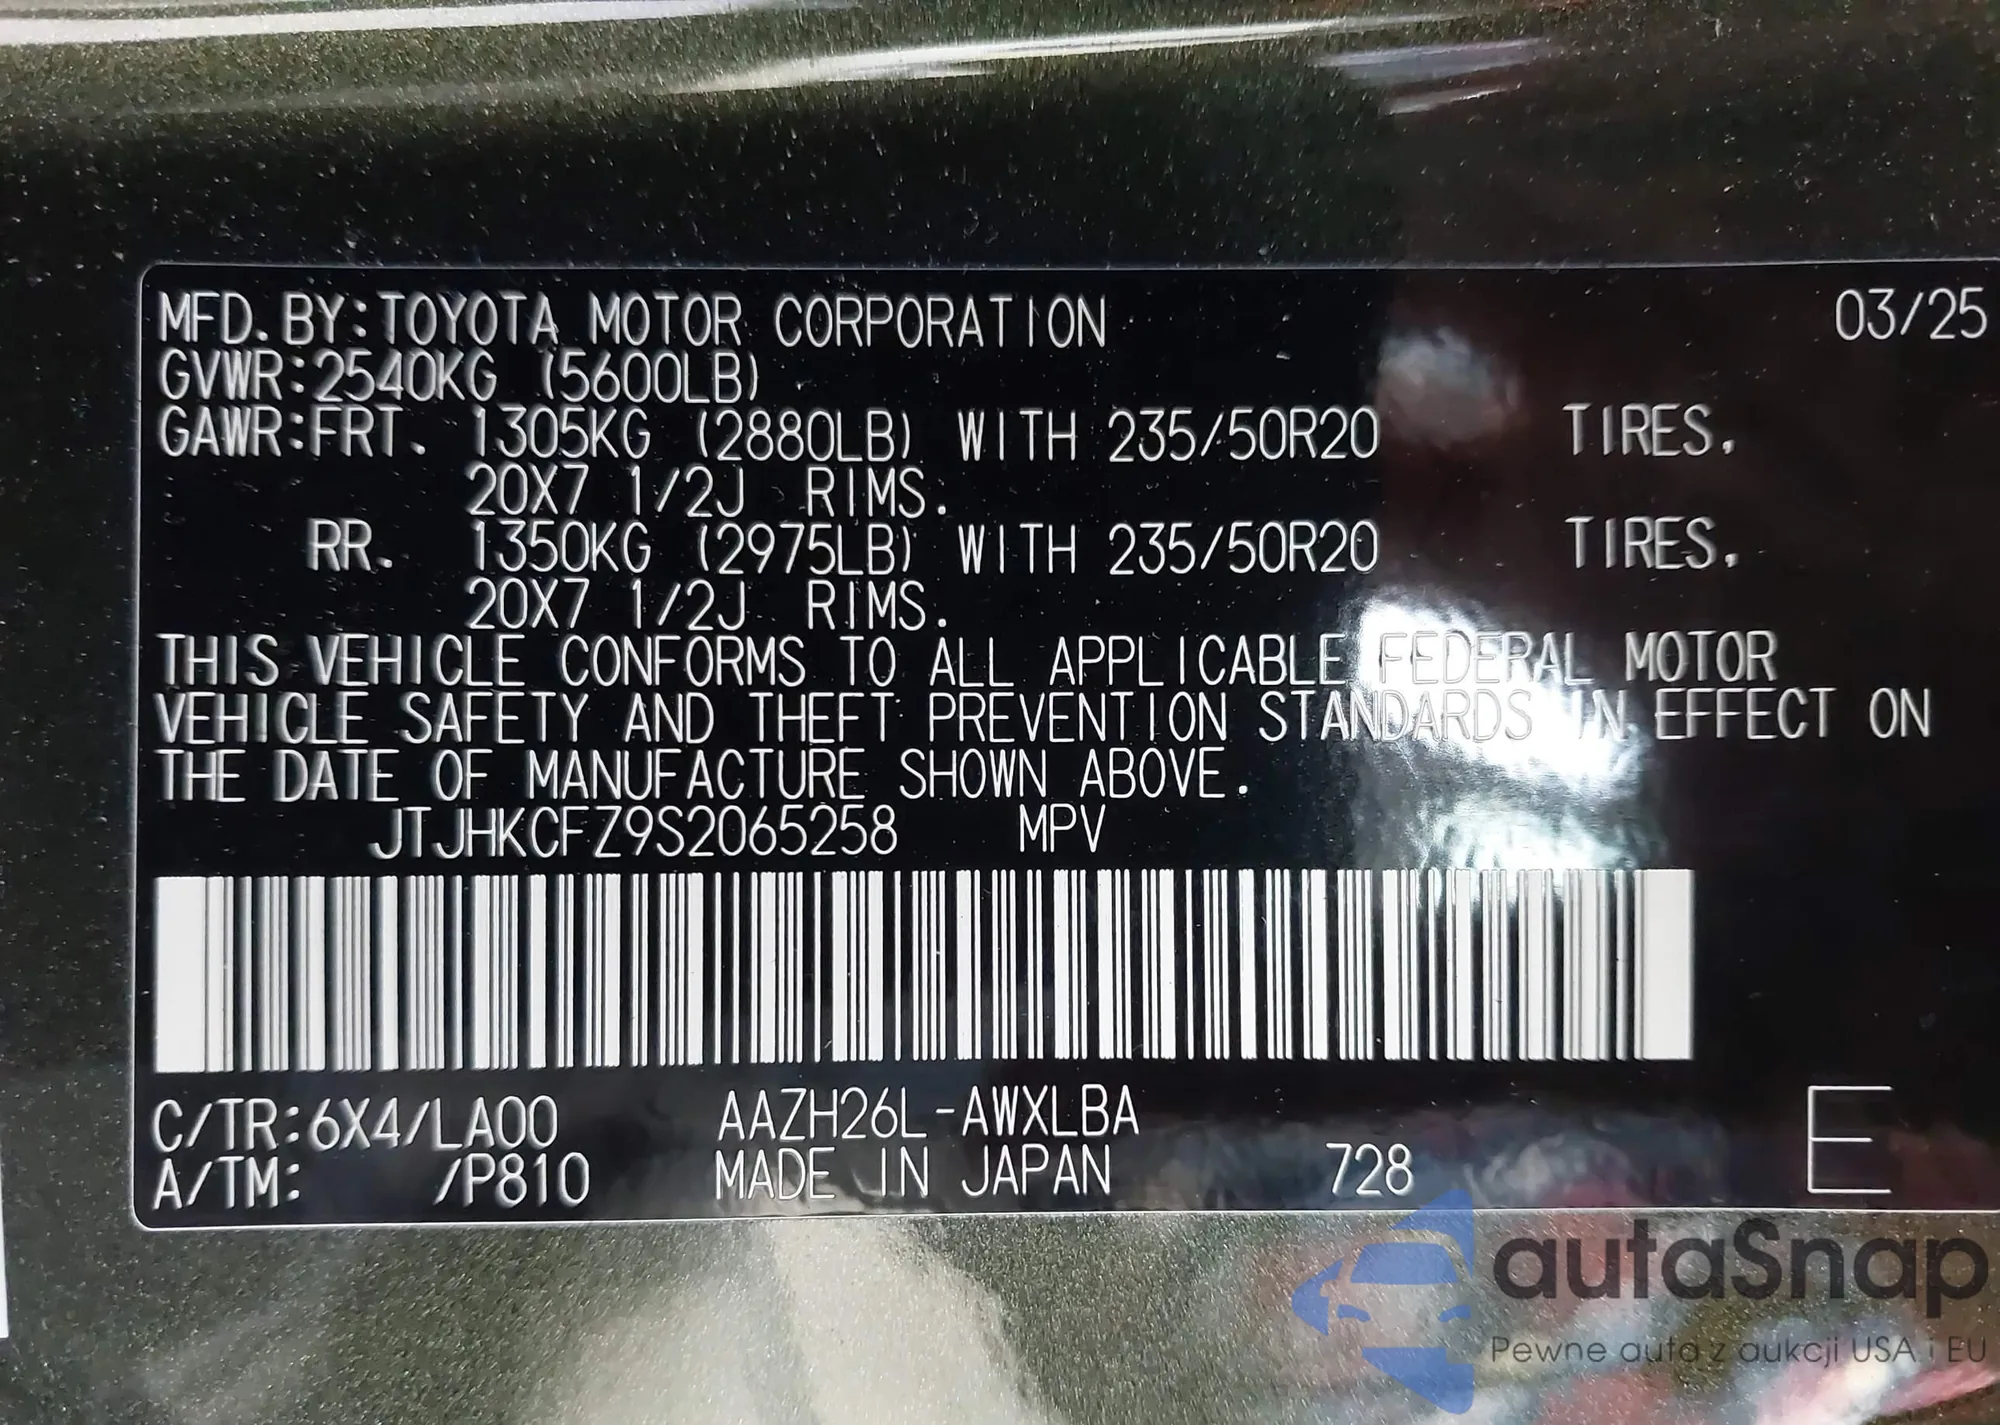 MFD. BY:TOYOTA MOTOR CORPORATION 03/25
GVWR:2540KG (5600LB)
GAWR:FRT. 1305KG (2880LB) WITH 235/50R20 TIRES.
20X7 1/2J RIMS.
RR. 1350KG (2975LB) WITH 235/50R20 TIRES.
20X7 1/2J RIMS.
THIS VEHICLE CONFORMS TO ALL APPLICABLE FEDERAL MOTOR
VEHICLE SAFETY AND THEFT PREVENTION STANDARDS IN EFFECT ON
THE DATE OF MANUFACTURE SHOWN ABOVE.
JTJHKCFZ9S2065258 MPV
C/TR:6X4/LA00 AAZH26L-AWXLBA E
A/TM: /P810 MADE IN JAPAN 728
autaSnap
Pewne auta z aukcji USA i EU